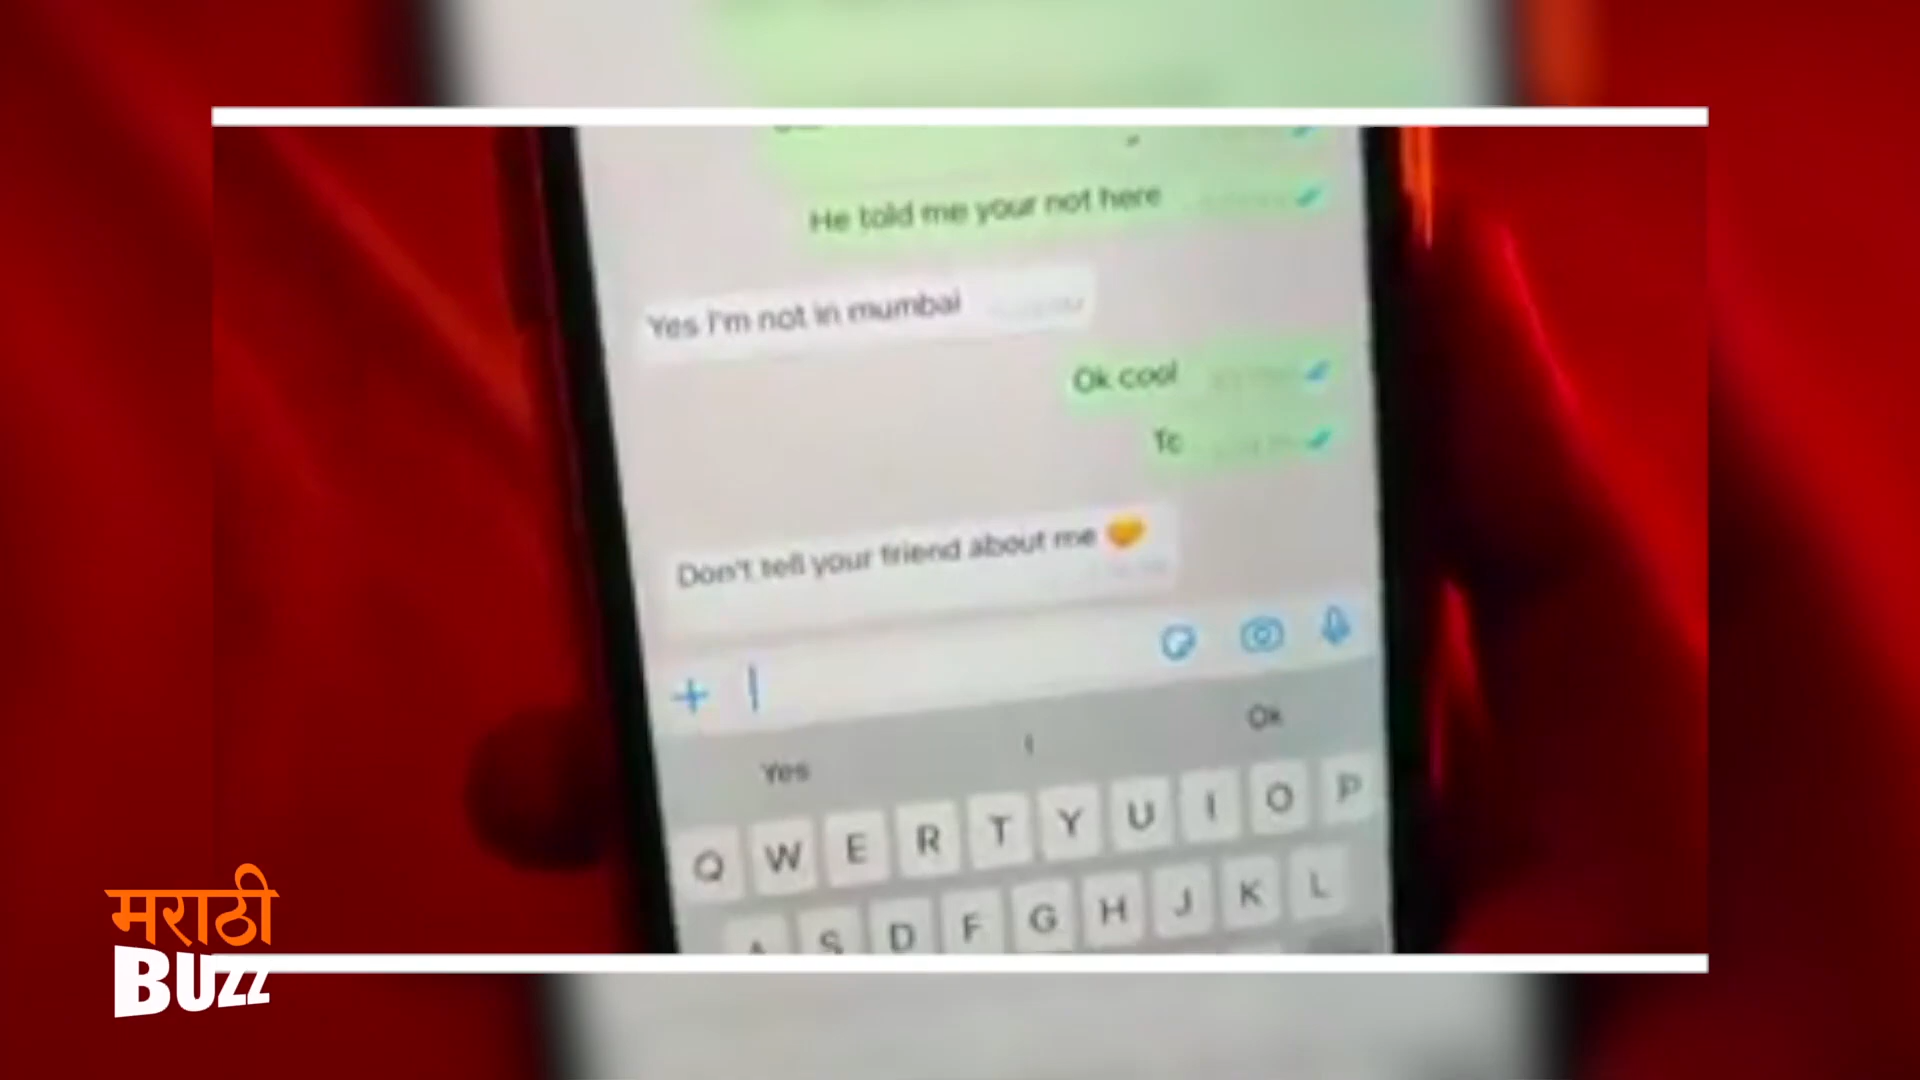 He told me your not here
Yes I'm not in mumbai
Ok cool
Tc
Don't tell your friend about me
Yes
I
Ok
Q W E R T Y U I O P
A S D F G H J K L
मराठी
BUZZ